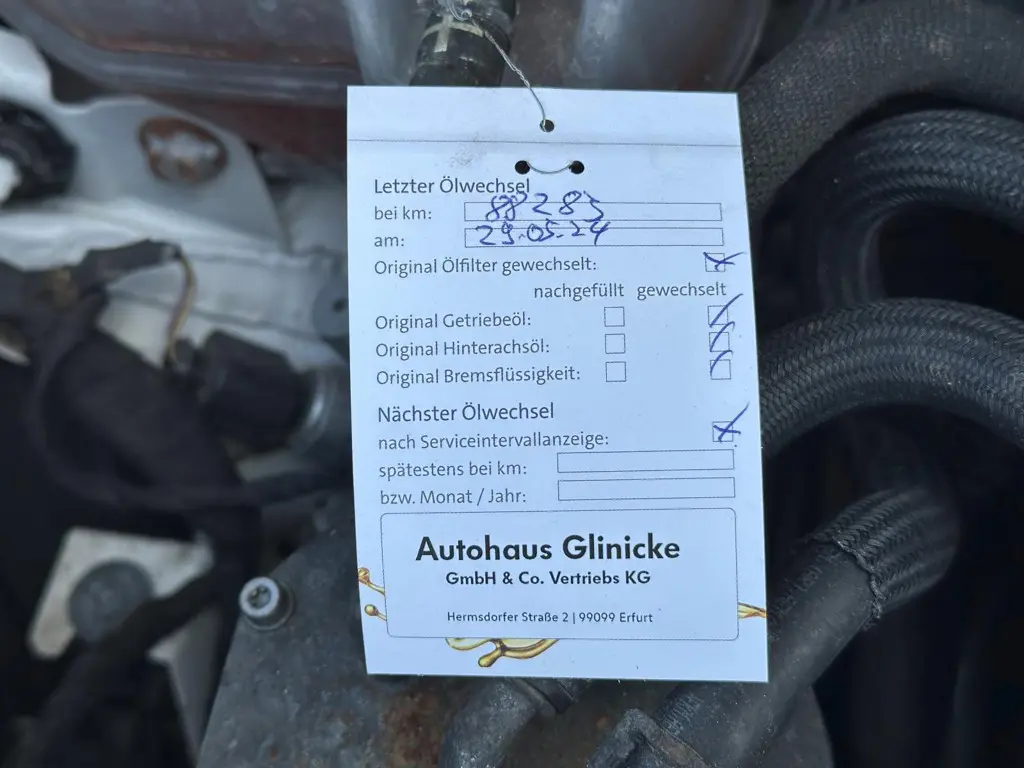 Letzter Ölwechsel
bei km: 88283
am: 29.05.24
Original Ölfilter gewechselt:
nachgefüllt gewechselt
Original Getriebeöl:
Original Hinterachsöl:
Original Bremsflüssigkeit:
Nächster Ölwechsel
nach Serviceintervallanzeige:
spätestens bei km:
bzw. Monat / Jahr:
Autohaus Glinicke
GmbH & Co. Vertriebs KG
Hermsdorfer Straße 2 | 99099 Erfurt